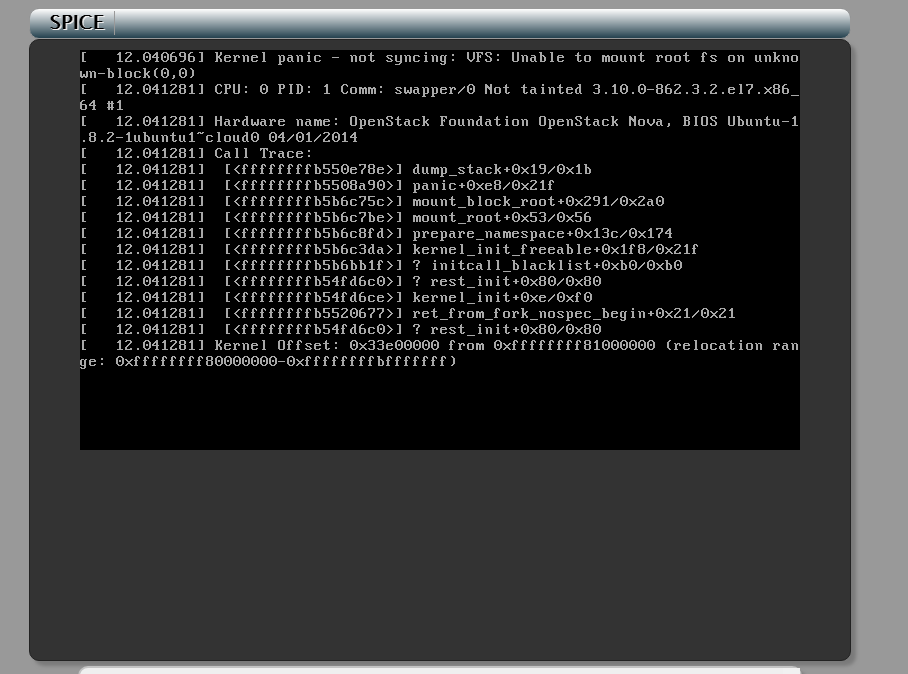 SPICE
[   12.040696] Kernel panic - not syncing: VFS: Unable to mount root fs on unkno
wn-block(0,0)
[   12.041281] CPU: 0 PID: 1 Comm: swapper/0 Not tainted 3.10.0-862.3.2.el7.x86_
64 #1
[   12.041281] Hardware name: OpenStack Foundation OpenStack Nova, BIOS Ubuntu-1
.8.2-1ubuntu1~cloud0 04/01/2014
[   12.041281] Call Trace:
[   12.041281]  [<ffffffffb550e78e>] dump_stack+0x19/0x1b
[   12.041281]  [<ffffffffb5508a90>] panic+0xe8/0x21f
[   12.041281]  [<ffffffffb5b6c75c>] mount_block_root+0x291/0x2a0
[   12.041281]  [<ffffffffb5b6c7be>] mount_root+0x53/0x56
[   12.041281]  [<ffffffffb5b6c8fd>] prepare_namespace+0x13c/0x174
[   12.041281]  [<ffffffffb5b6c3da>] kernel_init_freeable+0x1f8/0x21f
[   12.041281]  [<ffffffffb5b6bb1f>] ? initcall_blacklist+0xb0/0xb0
[   12.041281]  [<ffffffffb54fd6c0>] ? rest_init+0x80/0x80
[   12.041281]  [<ffffffffb54fd6ce>] kernel_init+0xe/0xf0
[   12.041281]  [<ffffffffb5520677>] ret_from_fork_nospec_begin+0x21/0x21
[   12.041281]  [<ffffffffb54fd6c0>] ? rest_init+0x80/0x80
[   12.041281] Kernel Offset: 0x33e00000 from 0xffffffff81000000 (relocation ran
ge: 0xffffffff80000000-0xffffffffbfffffff)